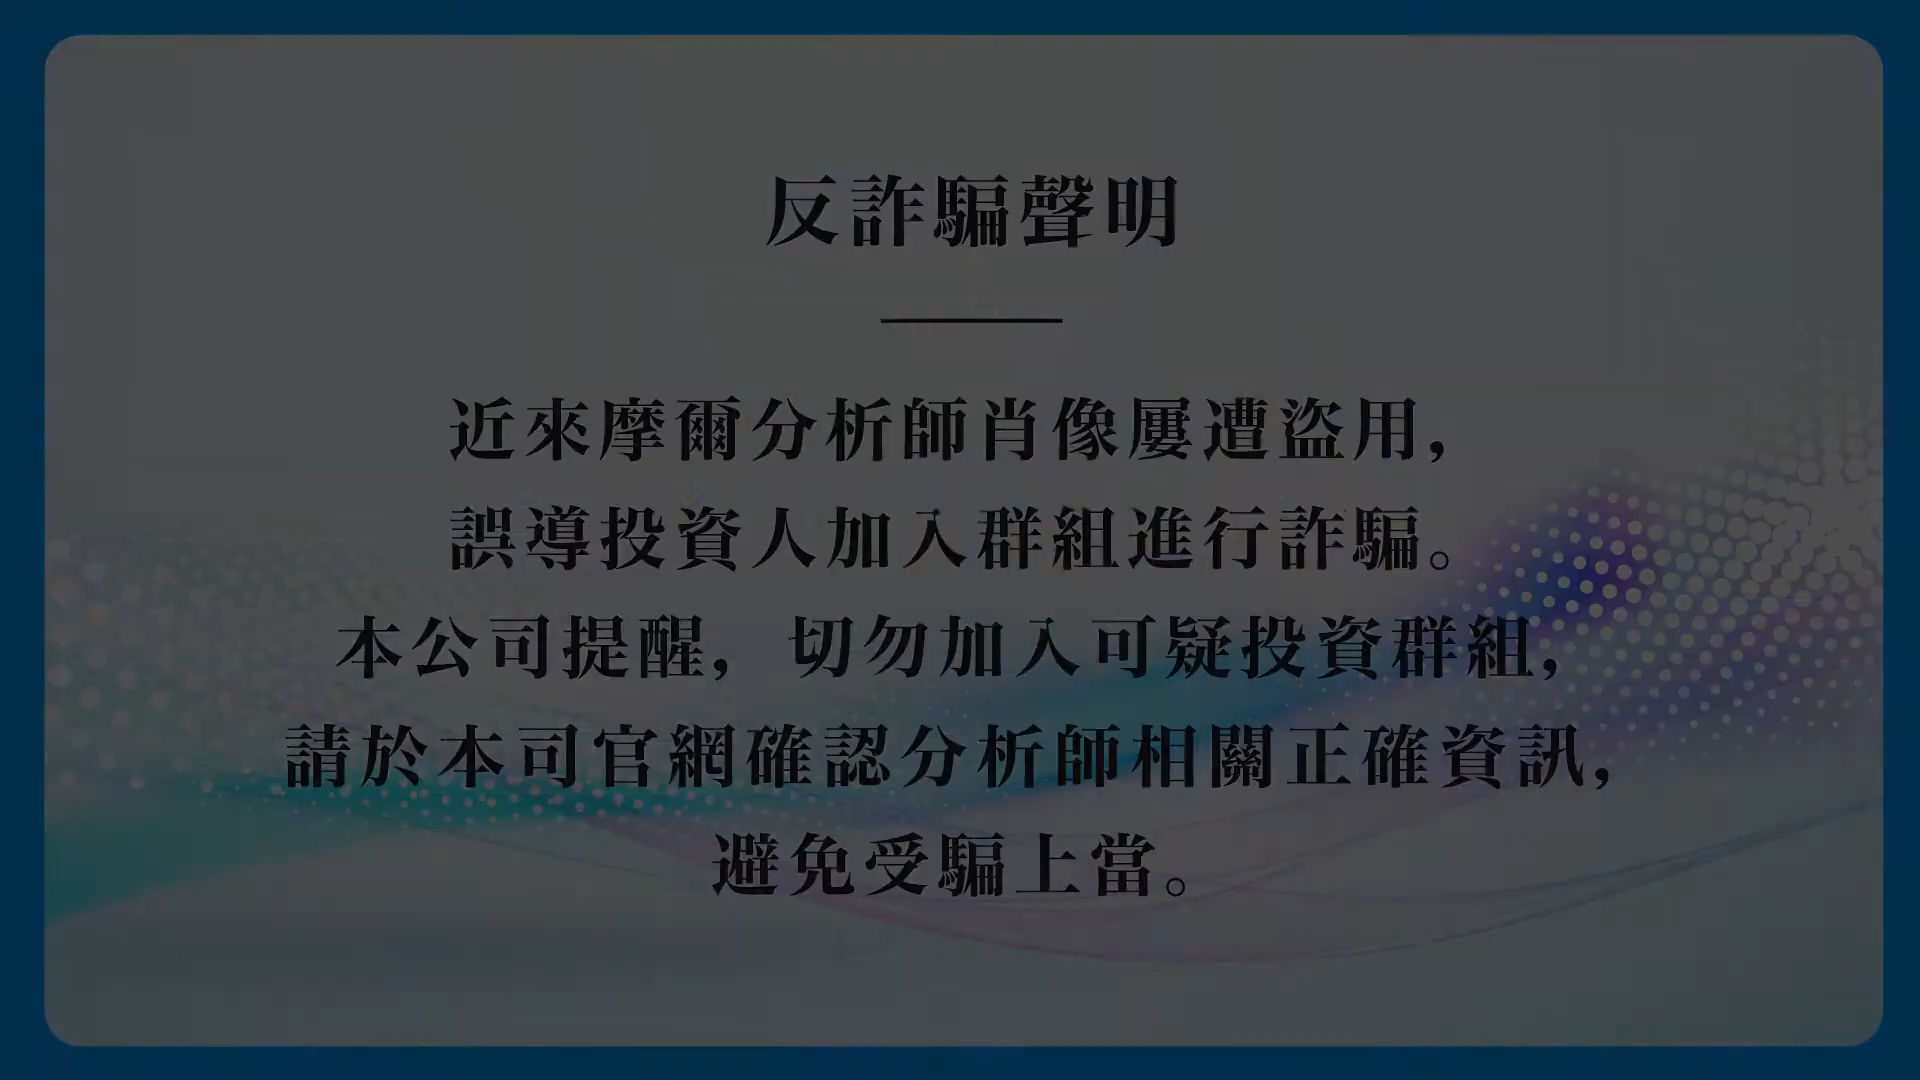 反詐騙聲明
近來摩爾分析師肖像屢遭盜用，
誤導投資人加入群組進行詐騙。
本公司提醒，切勿加入可疑投資群組，
請於本司官網確認分析師相關正確資訊，
避免受騙上當。